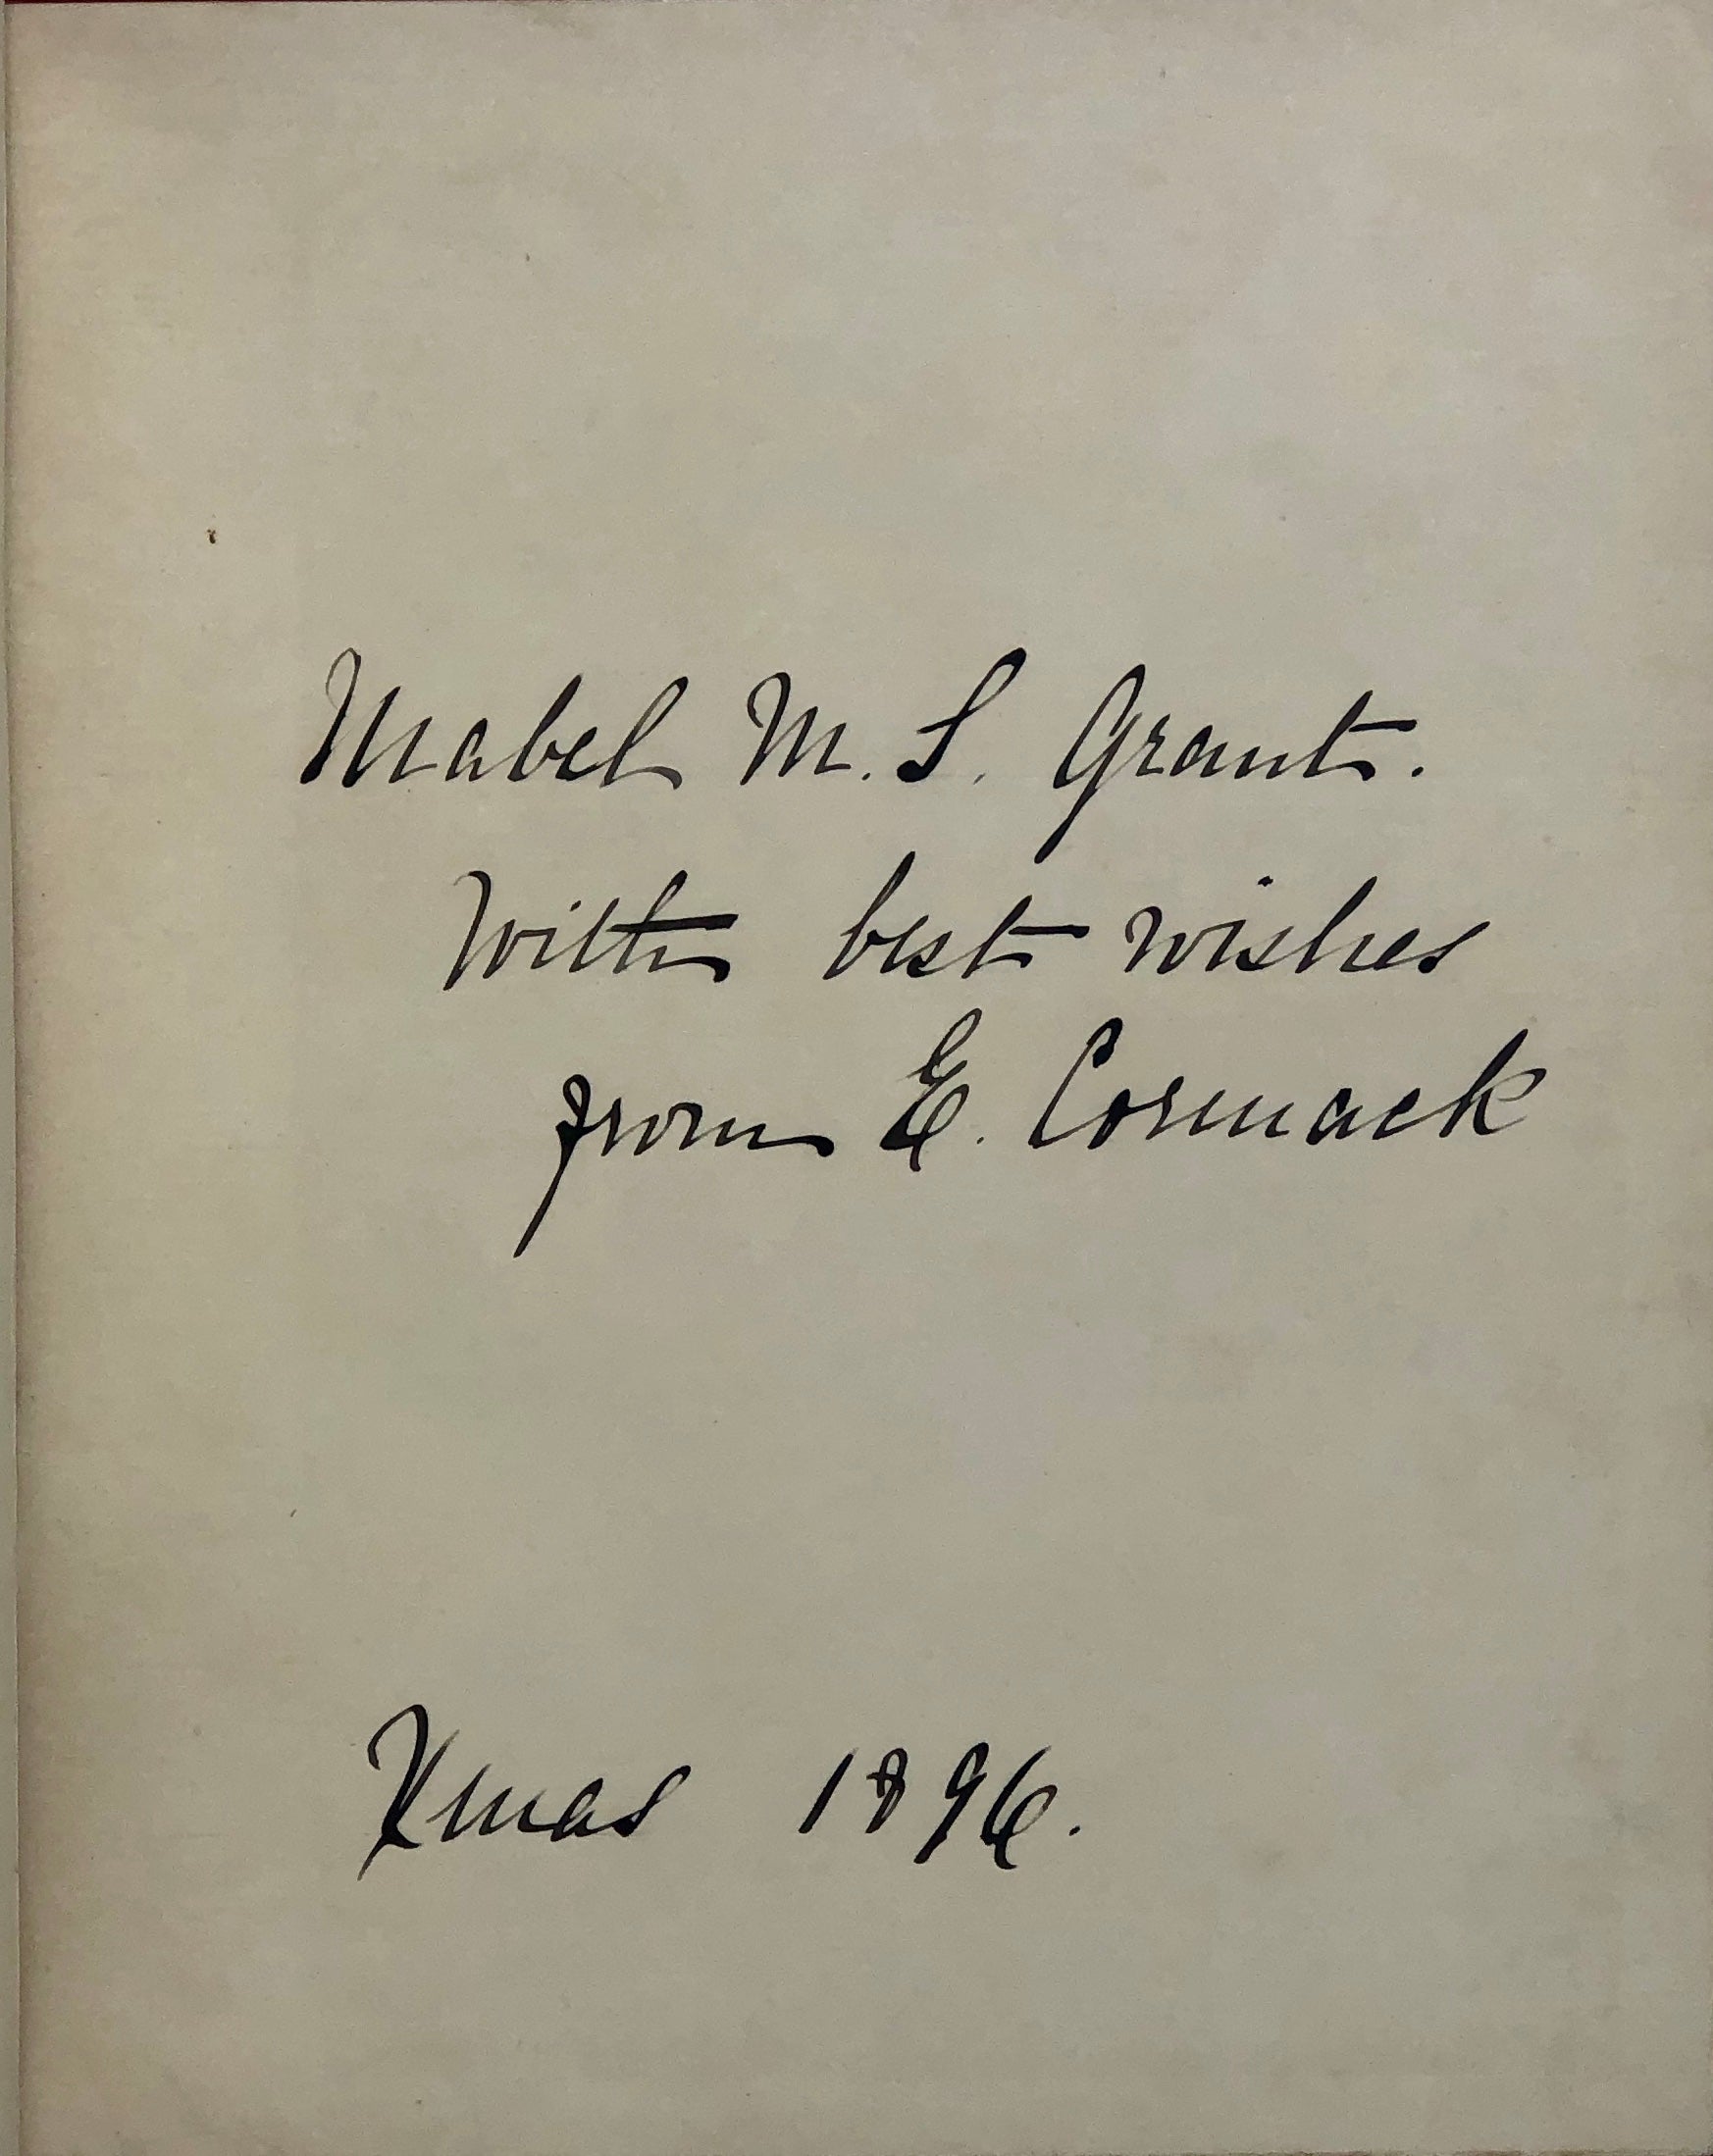 Mabel M. S. Grant.
With best wishes
from E. Cormack
Xmas 1896.